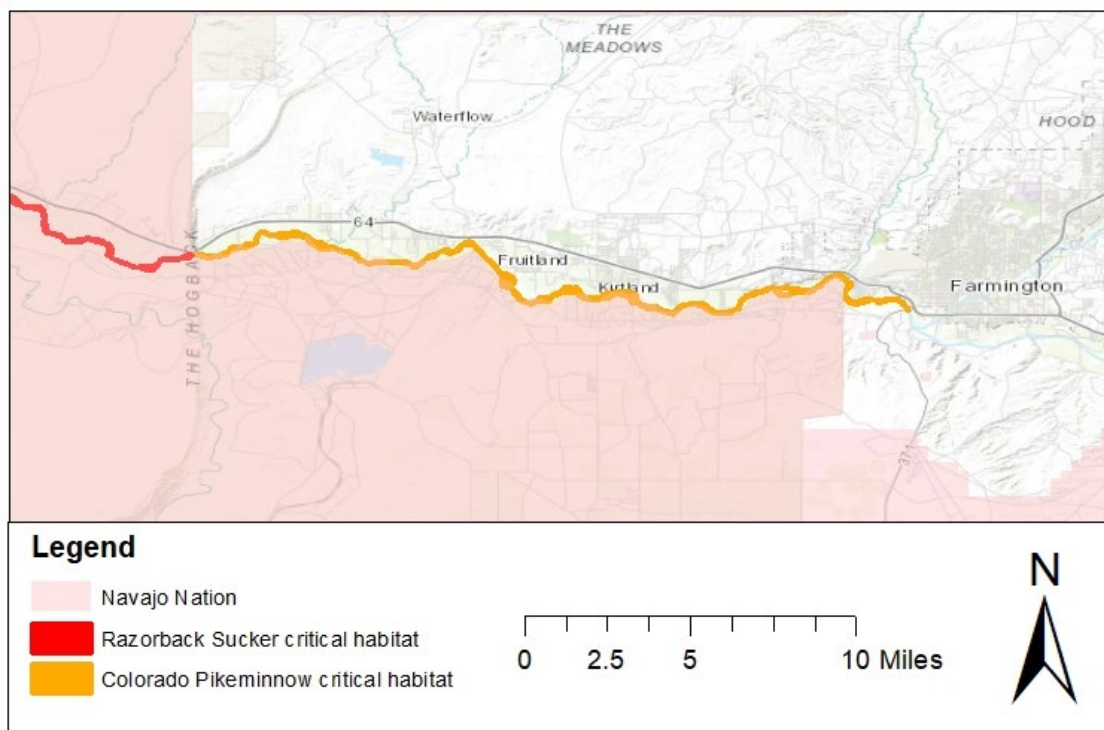 THE
MEADOWS
Waterflow
HOOD
64
Fruitland
Kirtland
Farmington
THE HOGBACK
371
Legend
Navajo Nation
Razorback Sucker critical habitat
Colorado Pikeminnow critical habitat
0 2.5 5 10 Miles
N